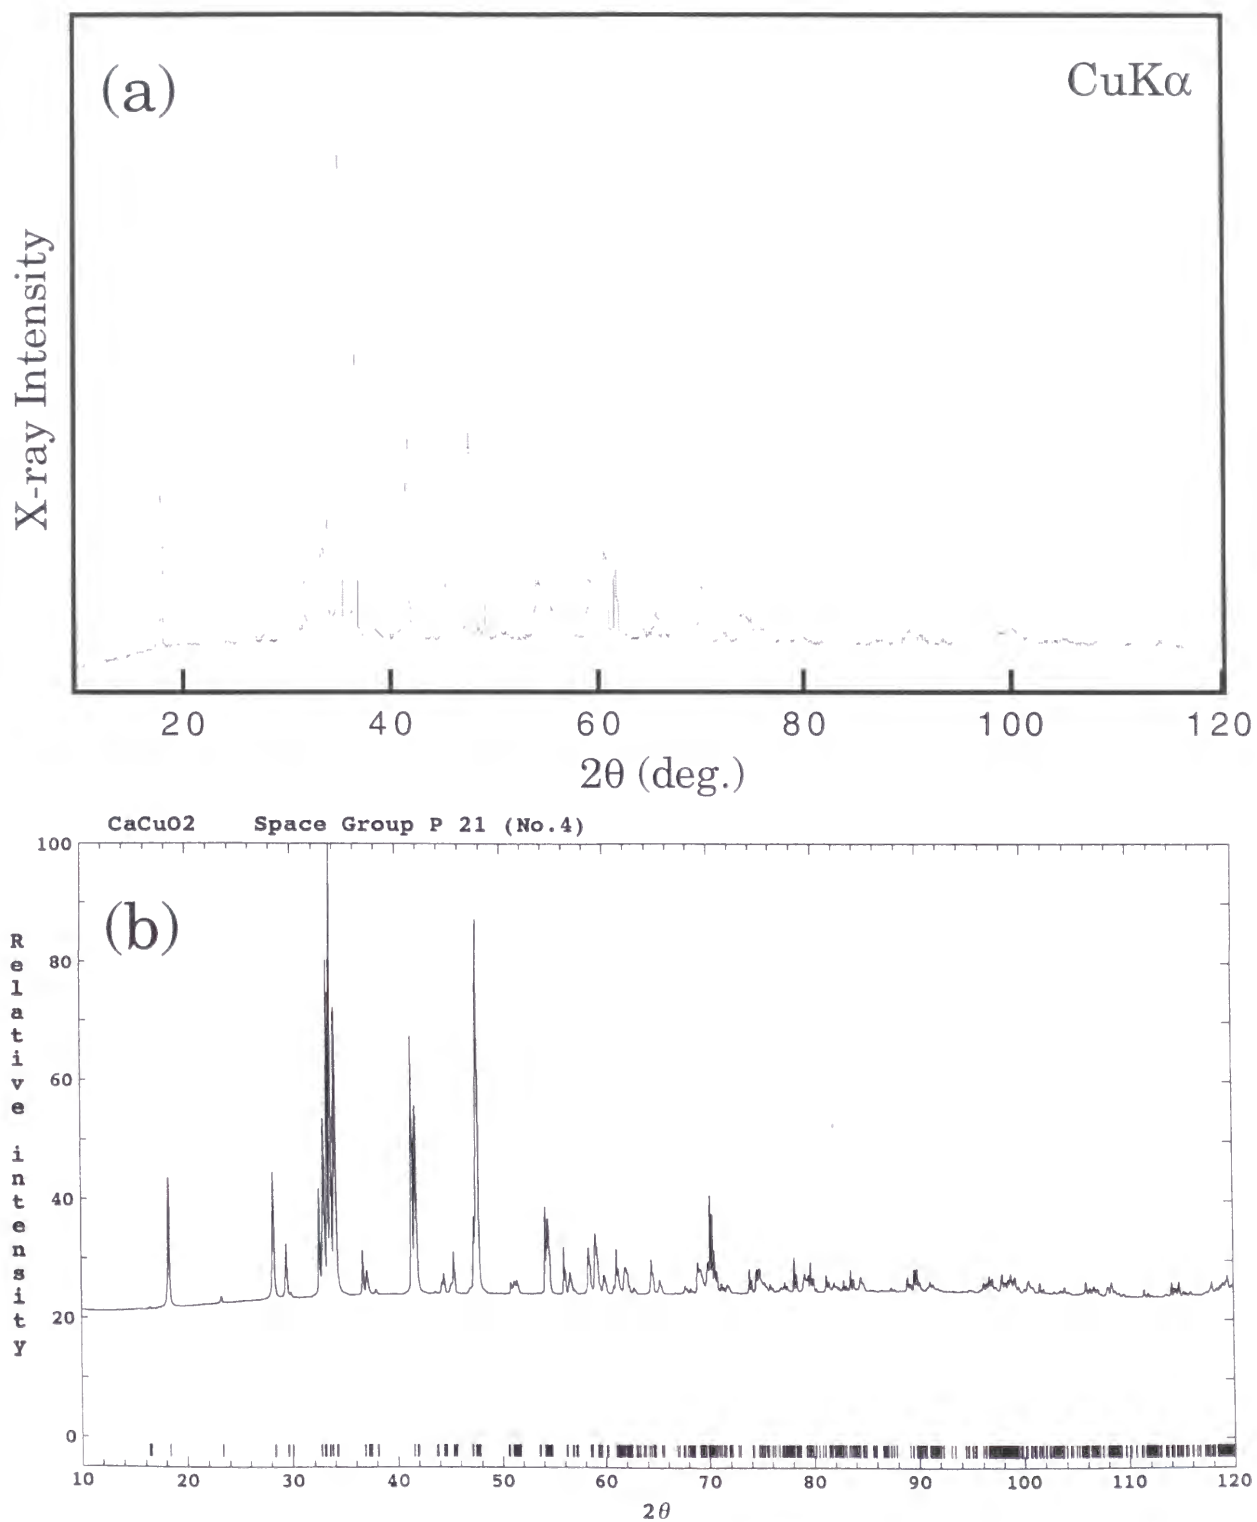 (a)
CuKα
X-ray Intensity
20 40 60 80 100 120
2θ (deg.)
CaCuO2 Space Group P 21 (No.4)
(b)
Relative intensity
100
80
60
40
20
0
10 20 30 40 50 60 70 80 90 100 110 120
2θ